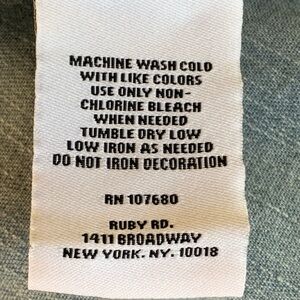 MACHINE WASH COLD
WITH LIKE COLORS
USE ONLY NON-
CHLORINE BLEACH
WHEN NEEDED
TUMBLE DRY LOW
LOW IRON AS NEEDED
DO NOT IRON DECORATION
RN 107680
RUBY RD.
1411 BROADWAY
NEW YORK. NY. 10018